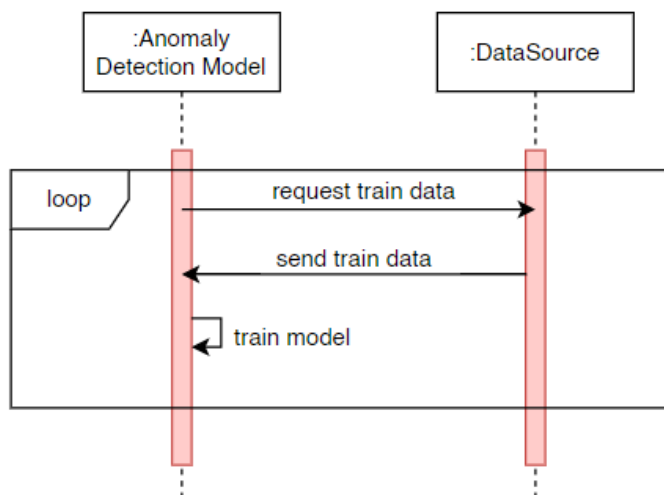 :Anomaly
Detection Model
:DataSource
loop
request train data
send train data
train model